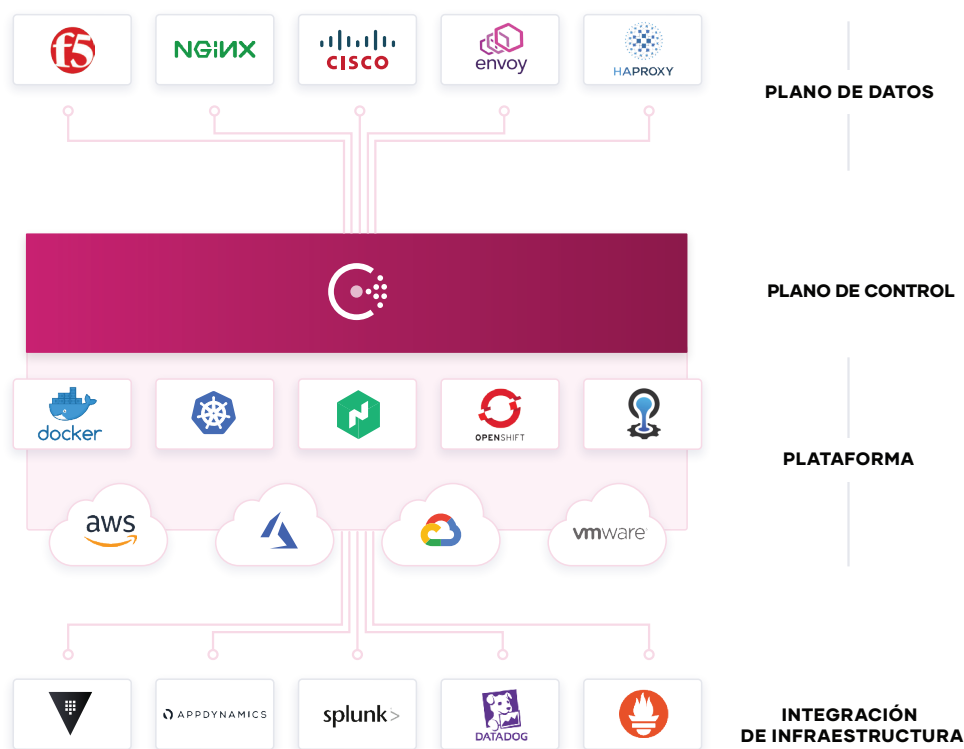 f5
NGINX
CISCO
envoy
HAPROXY
PLANO DE DATOS
PLANO DE CONTROL
docker
OPENSHIFT
PLATAFORMA
aws
vmware
APPDYNAMICS
splunk>
DATADOG
INTEGRACIÓN
DE INFRAESTRUCTURA